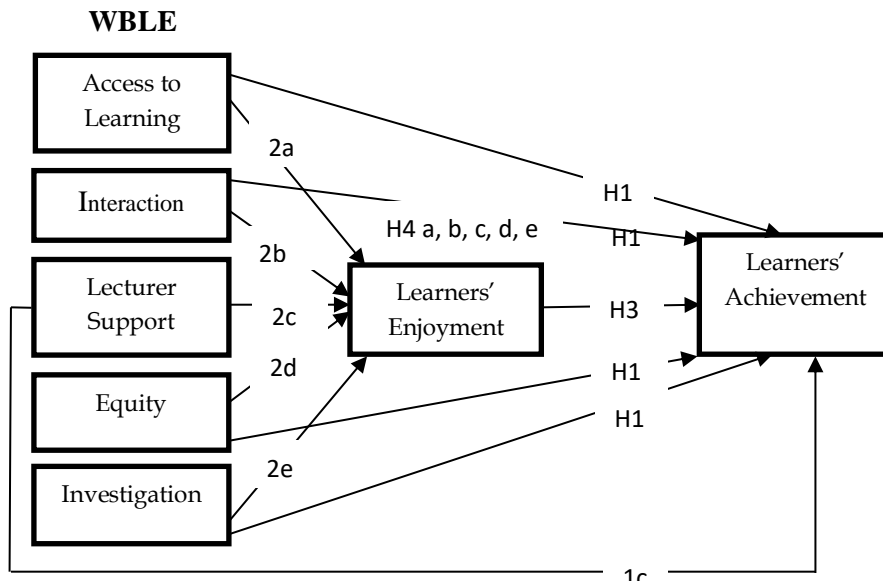 WBLE
Access to
Learning
2a
H1
Interaction
H4 a, b, c, d, e
H1
2b
Learners’
Enjoyment
Learners’
Achievement
Lecturer
Support
2c
H3
2d
H1
Equity
H1
2e
Investigation
1c